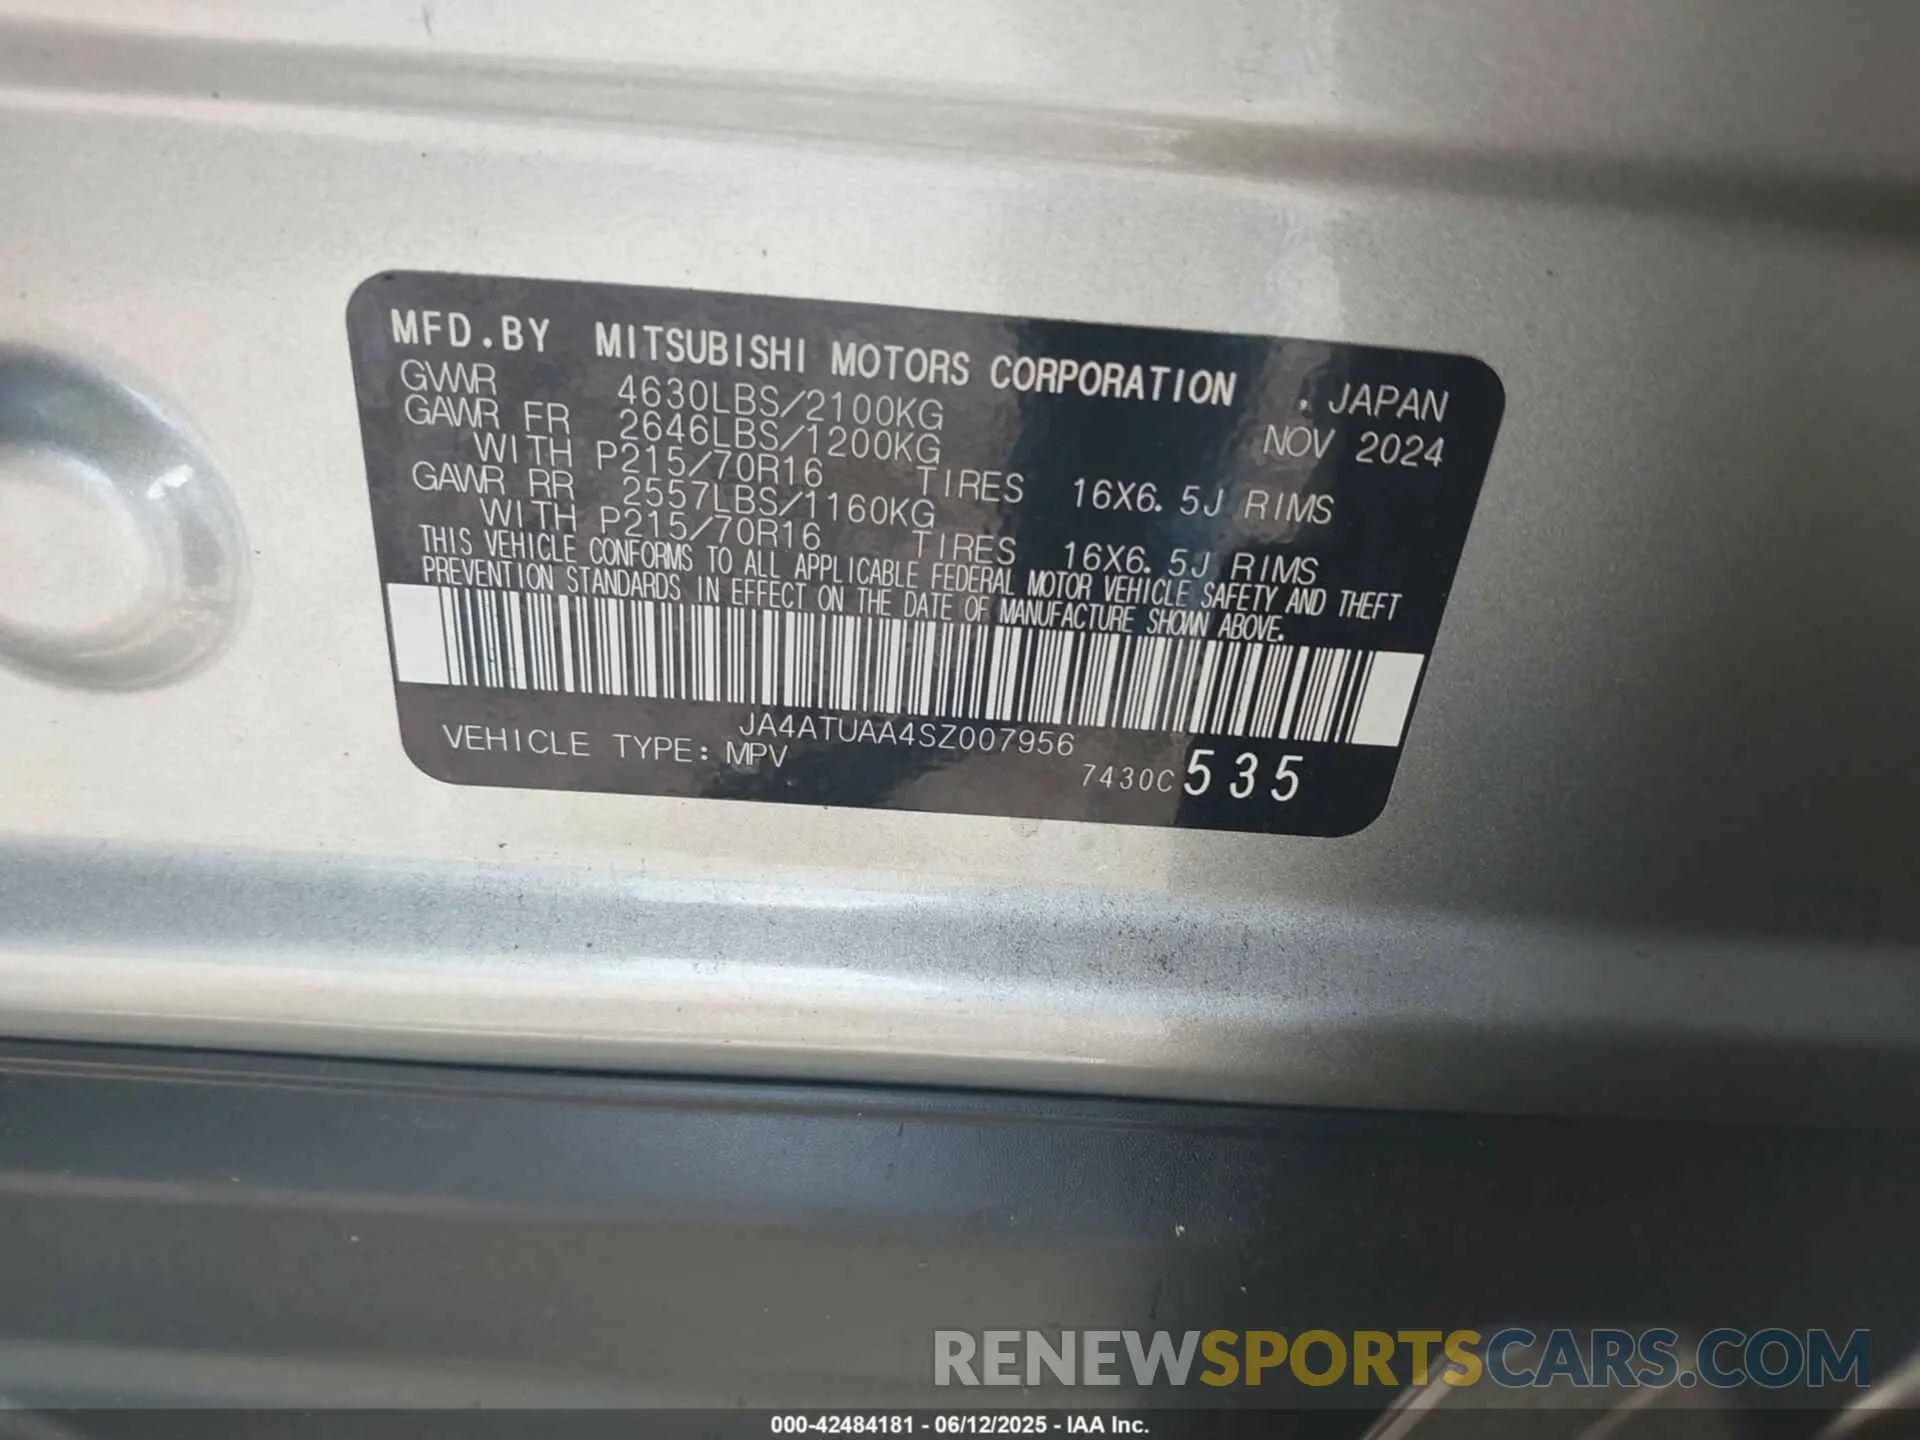 MFD.BY MITSUBISHI MOTORS CORPORATION . JAPAN
GVWR 4630LBS/2100KG NOV 2024
GAWR FR 2646LBS/1200KG
WITH P215/70R16 TIRES 16X6.5J RIMS
GAWR RR 2557LBS/1160KG
WITH P215/70R16 TIRES 16X6.5J RIMS
THIS VEHICLE CONFORMS TO ALL APPLICABLE FEDERAL MOTOR VEHICLE SAFETY AND THEFT
PREVENTION STANDARDS IN EFFECT ON THE DATE OF MANUFACTURE SHOWN ABOVE.
JA4ATUAA4SZ007956
VEHICLE TYPE: MPV
7430C 535
RENEWSPORTSCARS.COM
000-42484181 - 06/12/2025 - IAA Inc.